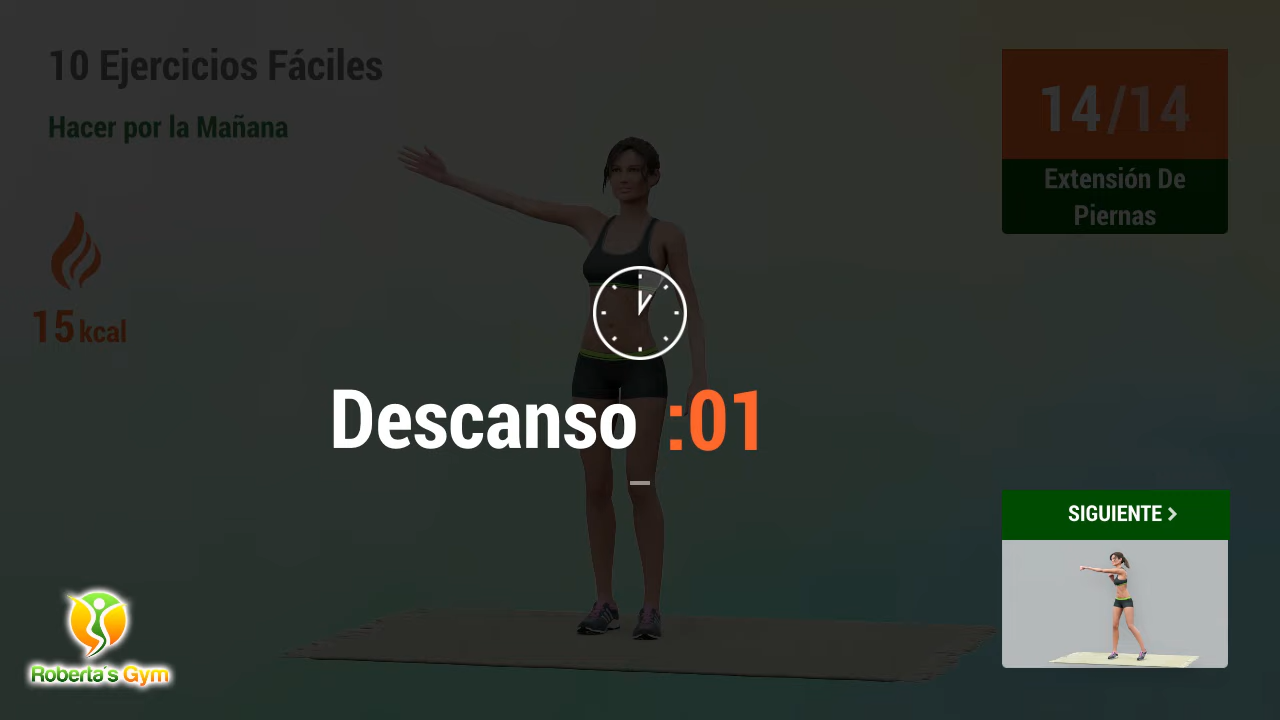 10 Ejercicios Fáciles
Hacer por la Mañana
14/14
Extensión De
Piernas
15 kcal
Descanso :01
SIGUIENTE >
Roberta's Gym